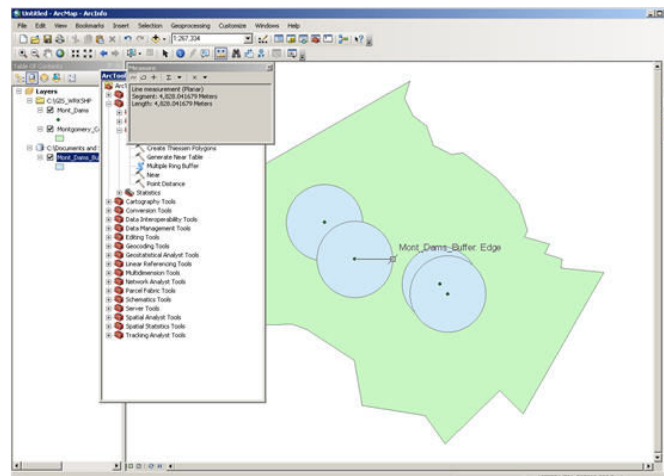 Untitled - ArcMap - ArcInfo
File Edit View Bookmarks Insert Selection Geoprocessing Customize Windows Help
1:267,334
Table Of Contents
Layers
C:\GIS_WRKSHP
Mont_Dams
Montgomery_C
C:\Documents and
Mont_Dams_Bu
ArcTool
Measure
Line measurement (Planar)
Segment: 4,828.041679 Meters
Length: 4,828.041679 Meters
Create Thiessen Polygons
Generate Near Table
Multiple Ring Buffer
Near
Point Distance
Statistics
Cartography Tools
Conversion Tools
Data Interoperability Tools
Data Management Tools
Editing Tools
Geocoding Tools
Geostatistical Analyst Tools
Linear Referencing Tools
Multidimension Tools
Network Analyst Tools
Parcel Fabric Tools
Schematics Tools
Server Tools
Spatial Analyst Tools
Spatial Statistics Tools
Tracking Analyst Tools
Mont_Dams_Buffer: Edge